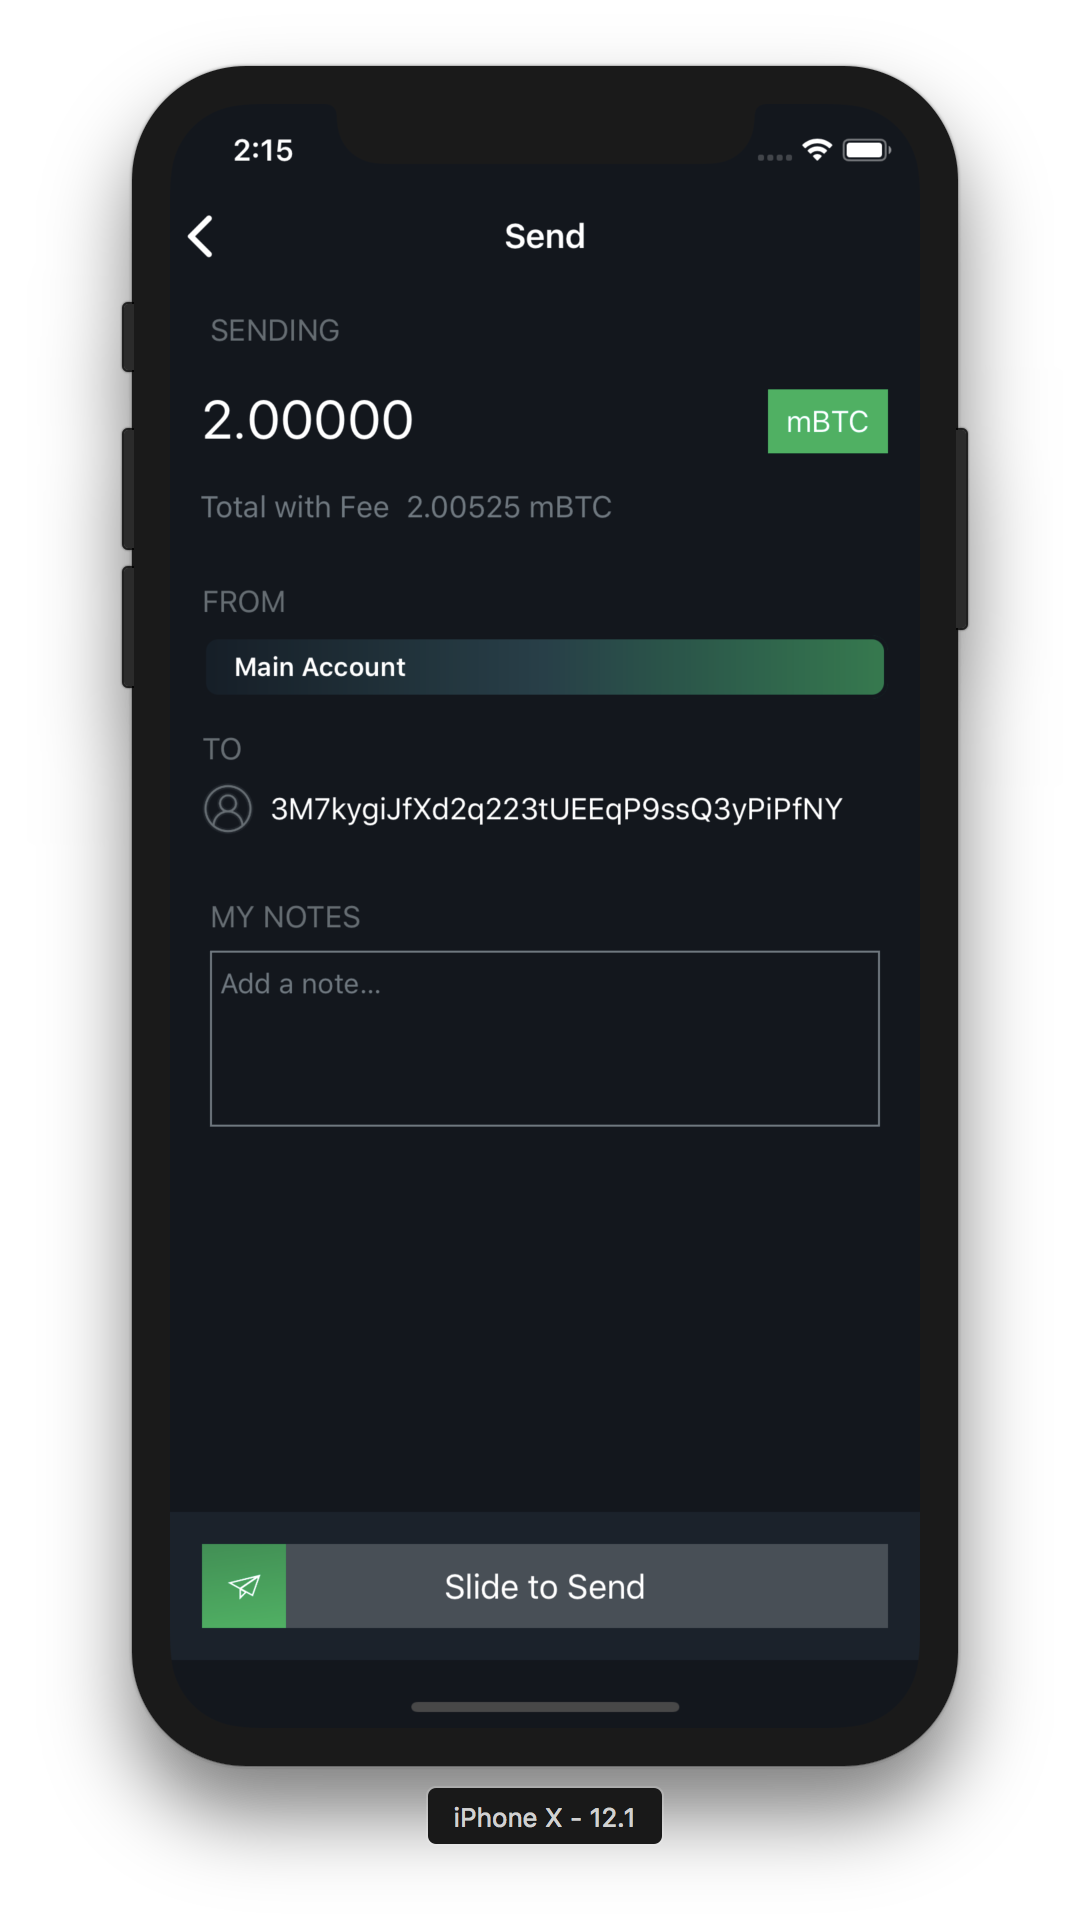 2:15
Send
SENDING
2.00000 mBTC
Total with Fee 2.00525 mBTC
FROM
Main Account
TO
3M7kygiJfXd2q223tUEEqP9ssQ3yPiPfNY
MY NOTES
Add a note...
Slide to Send
iPhone X - 12.1